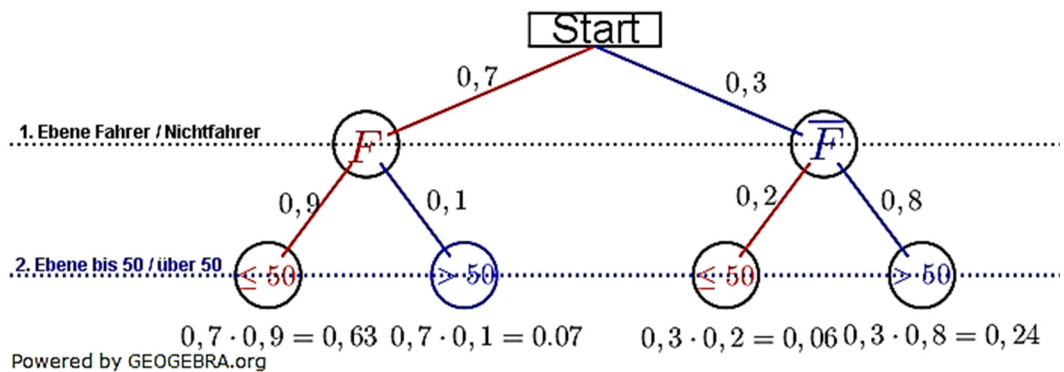 Start
0,7
0,3
1. Ebene Fahrer / Nichtfahrer
F
F̅
0,9
0,1
0,2
0,8
2. Ebene bis 50 / über 50
≤ 50
> 50
≤ 50
> 50
0,7 · 0,9 = 0,63 0,7 · 0,1 = 0.07 0,3 · 0,2 = 0,06 0,3 · 0,8 = 0,24
Powered by GEOGEBRA.org